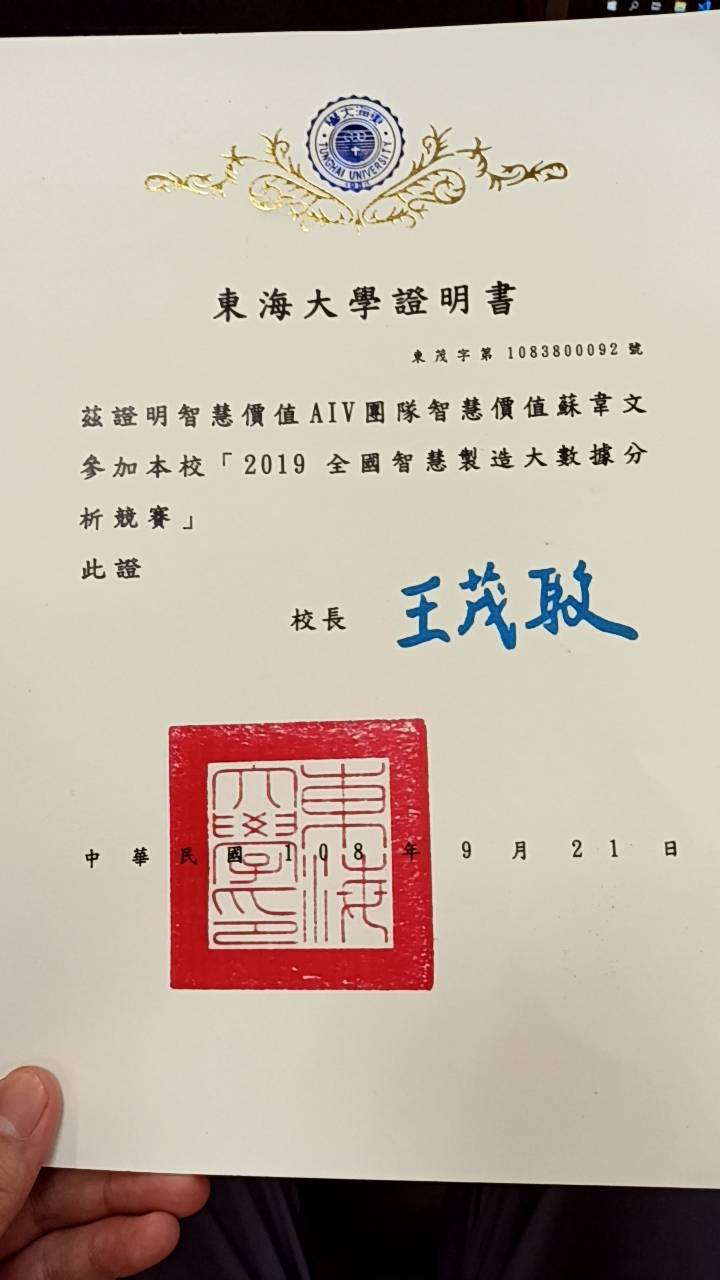 東海大學
TUNGHAI UNIVERSITY
1955
東海大學證明書
東茂字第 1083800092 號
茲證明智慧價值AIV團隊智慧價值蘇韋文
參加本校「2019 全國智慧製造大數據分
析競賽」
此證
校長 王茂駿
中華民國 108 年 9 月 21 日
東海大學印